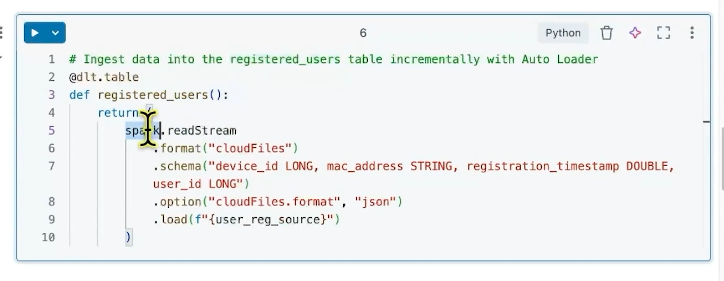 6
Python
1 # Ingest data into the registered_users table incrementally with Auto Loader
2 @dlt.table
3 def registered_users():
4 return (
5 spark.readStream
6 .format("cloudFiles")
7 .schema("device_id LONG, mac_address STRING, registration_timestamp DOUBLE,
user_id LONG")
8 .option("cloudFiles.format", "json")
9 .load(f"{user_reg_source}")
10 )